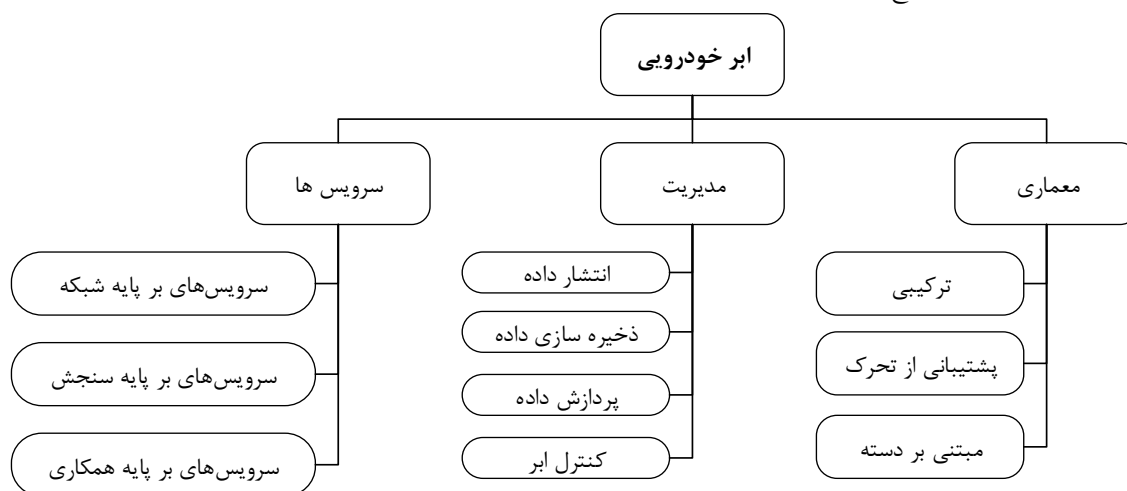 ابر خودرویی
معماری
مدیریت
سرویس ها
ترکیبی
پشتیبانی از تحرک
مبتنی بر دسته
انتشار داده
ذخیره سازی داده
پردازش داده
کنترل ابر
سرویس‌های بر پایه شبکه
سرویس‌های بر پایه سنجش
سرویس‌های بر پایه همکاری